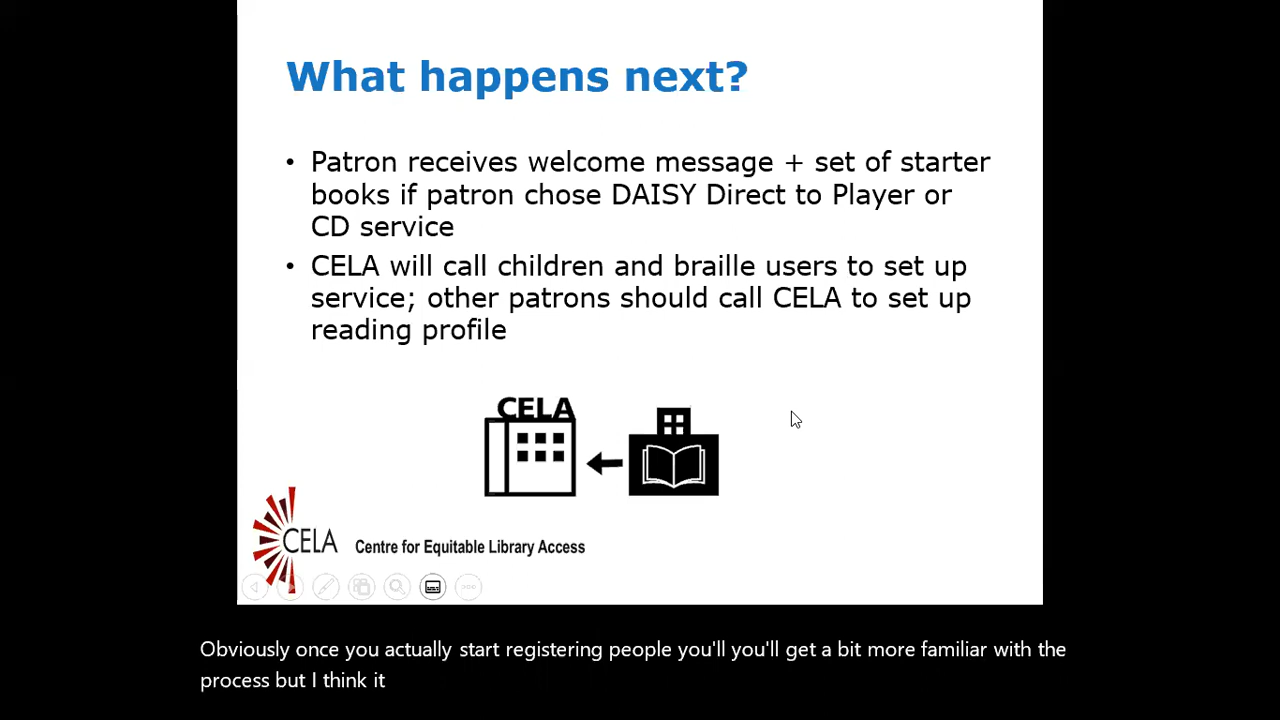 What happens next?
• Patron receives welcome message + set of starter
books if patron chose DAISY Direct to Player or
CD service
• CELA will call children and braille users to set up
service; other patrons should call CELA to set up
reading profile
CELA
CELA Centre for Equitable Library Access
Obviously once you actually start registering people you'll you'll get a bit more familiar with the
process but I think it